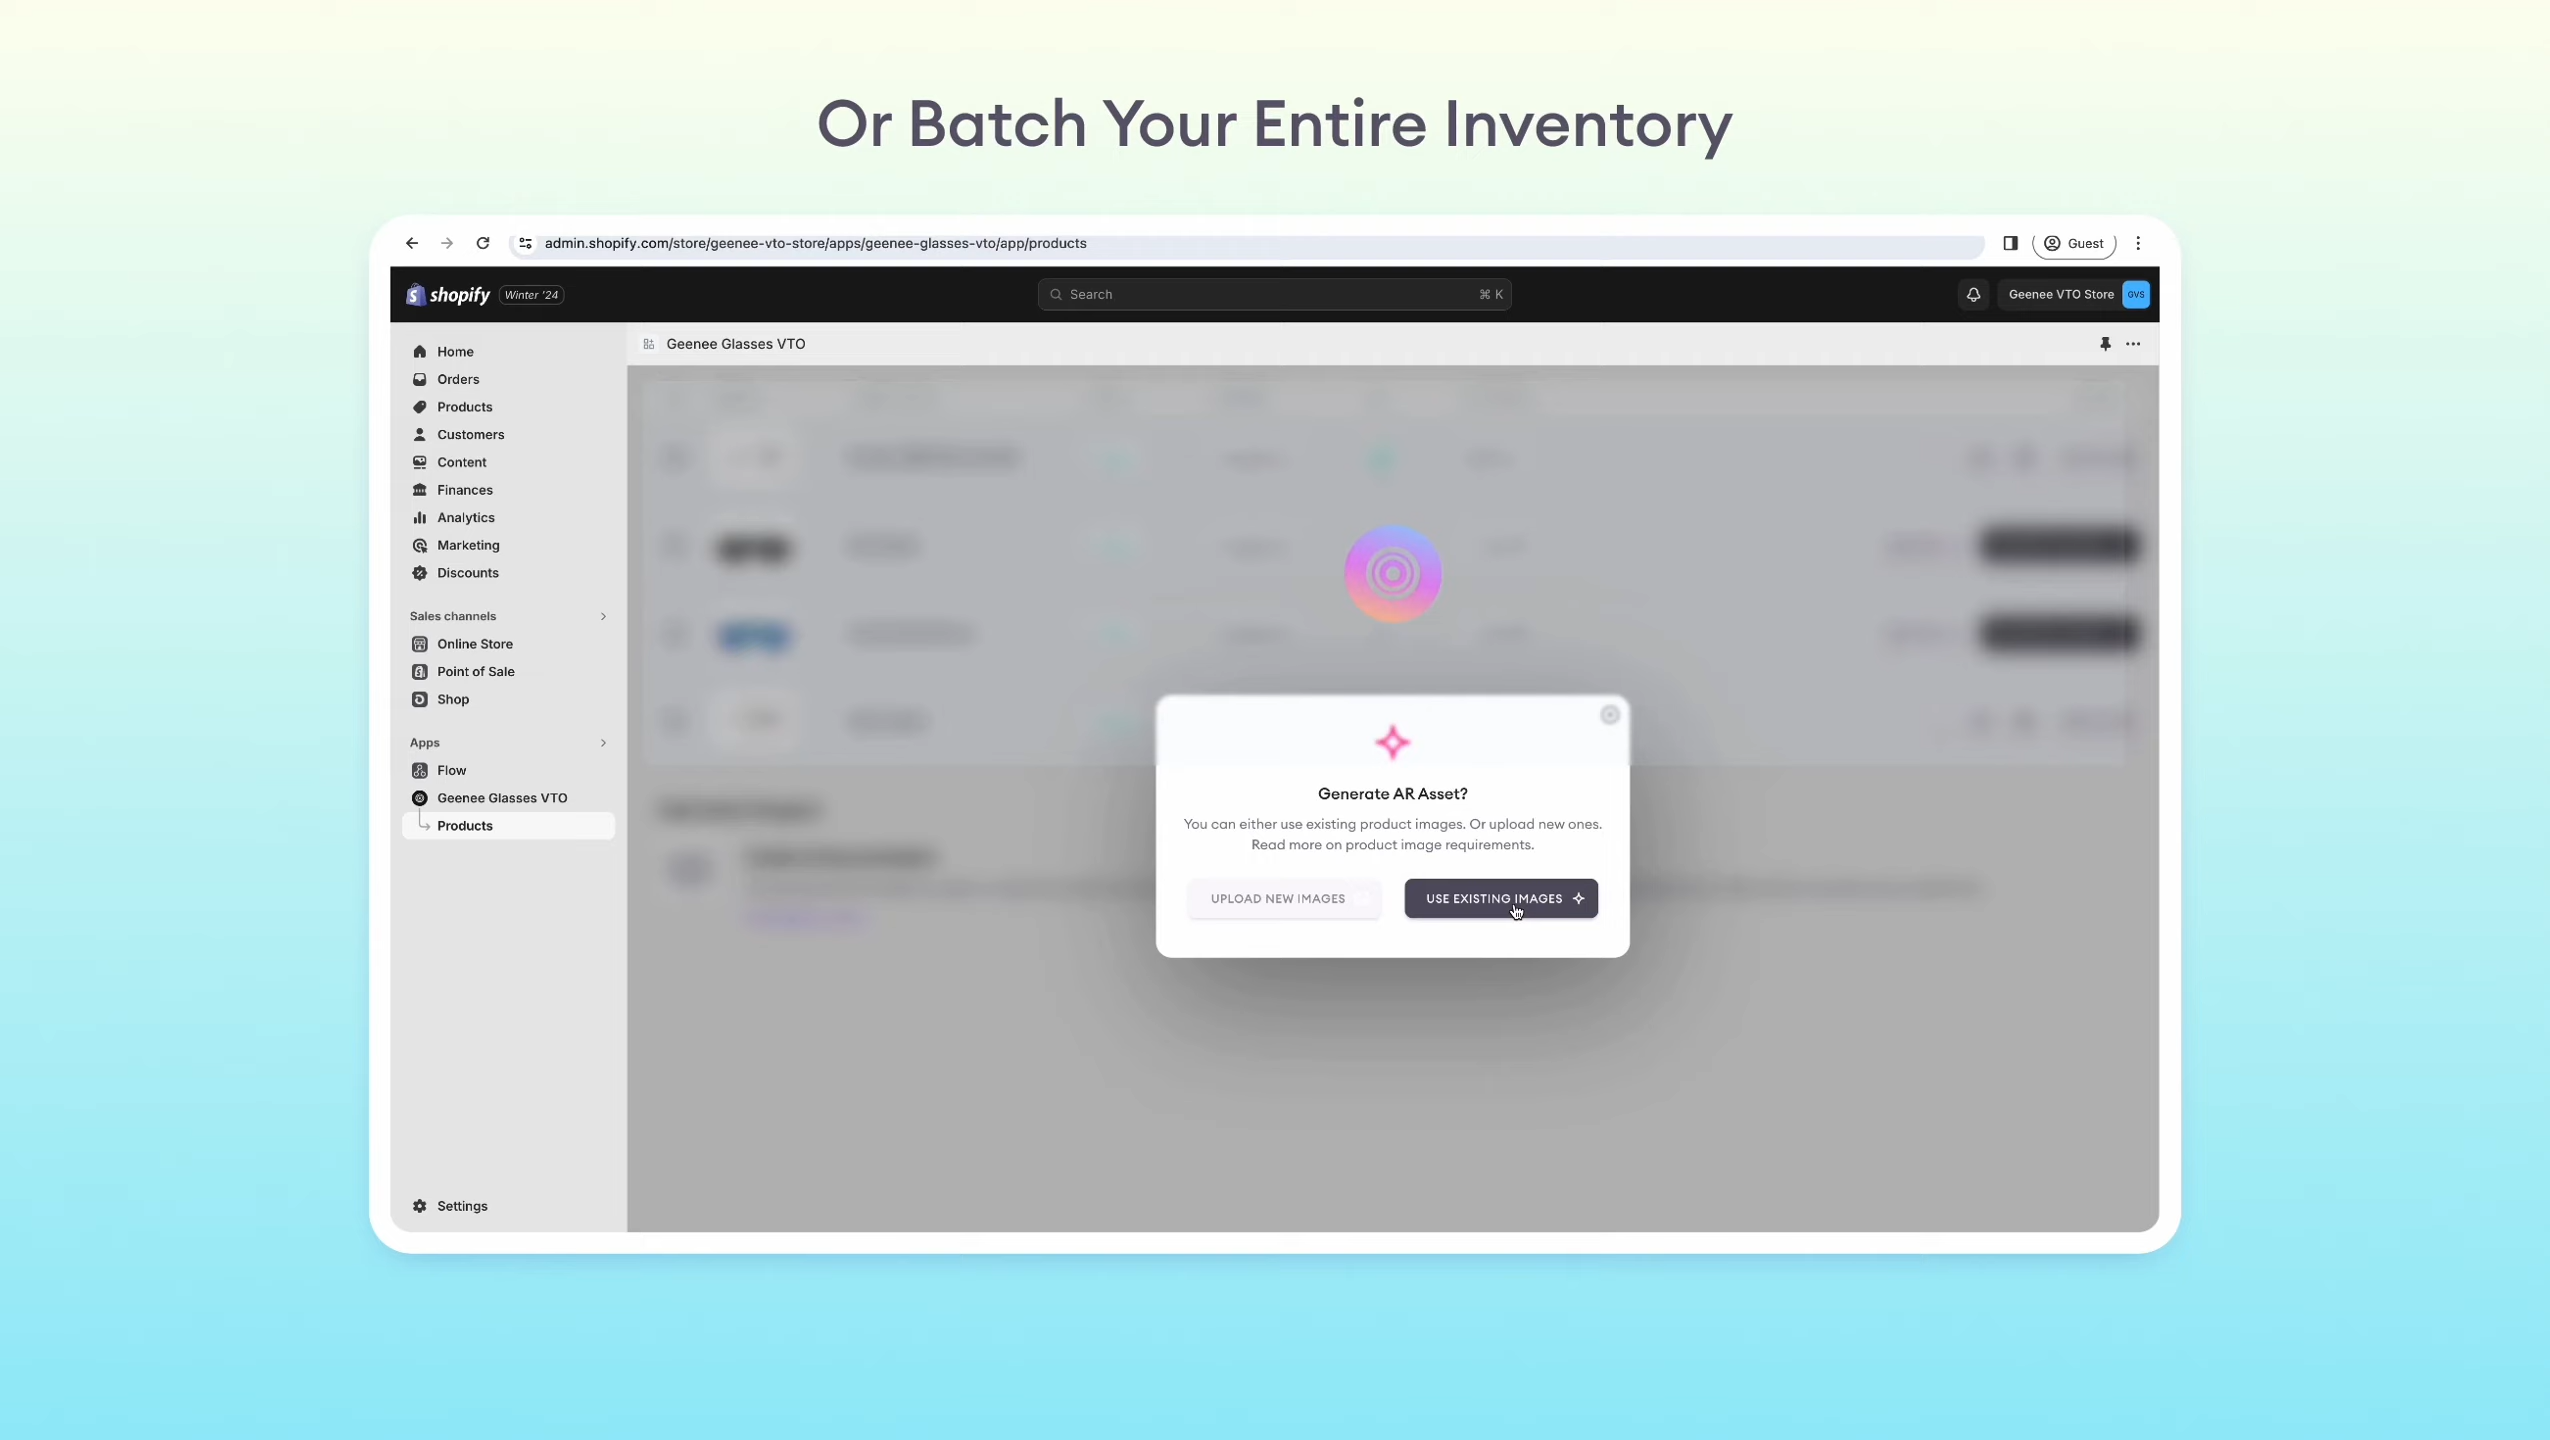 Or Batch Your Entire Inventory
admin.shopify.com/store/geenee-vto-store/apps/geenee-glasses-vto/app/products
Guest
shopify
Winter '24
Search
⌘ K
Geenee VTO Store
GVS
Home
Orders
Products
Customers
Content
Finances
Analytics
Marketing
Discounts
Sales channels
Online Store
Point of Sale
Shop
Apps
Flow
Geenee Glasses VTO
Products
Settings
Geenee Glasses VTO
Generate AR Asset?
You can either use existing product images. Or upload new ones.
Read more on product image requirements.
UPLOAD NEW IMAGES
USE EXISTING IMAGES